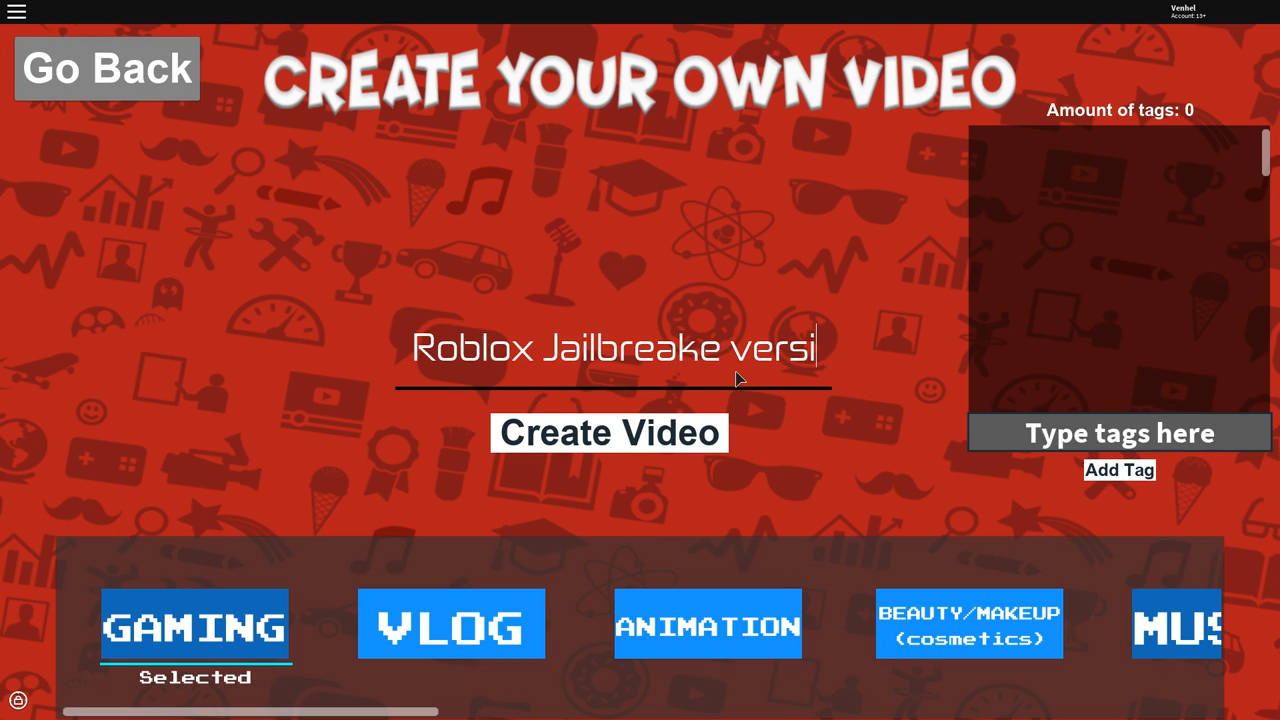 Venhel
Account: 13+
Go Back
CREATE YOUR OWN VIDEO
Amount of tags: 0
Roblox Jailbreake versi
Create Video
Type tags here
Add Tag
GAMING
VLOG
ANIMATION
BEAUTY/MAKEUP
(cosmetics)
MUS
Selected